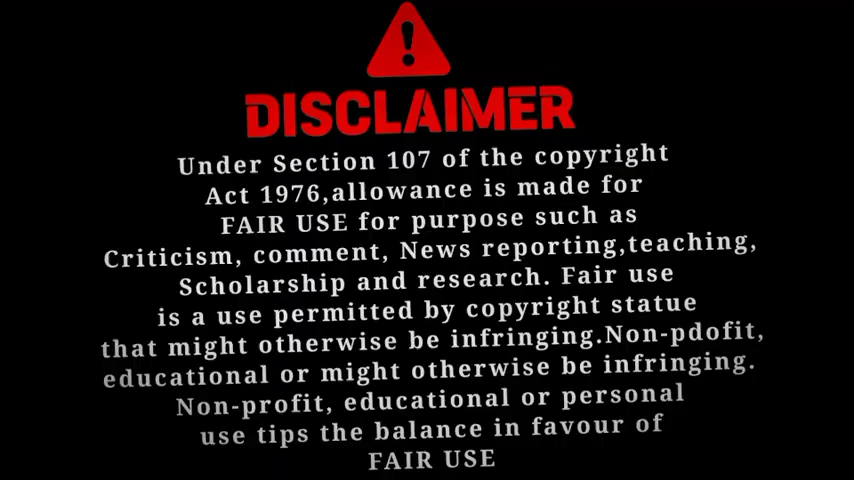 DISCLAIMER
Under Section 107 of the copyright
Act 1976,allowance is made for
FAIR USE for purpose such as
Criticism, comment, News reporting,teaching,
Scholarship and research. Fair use
is a use permitted by copyright statue
that might otherwise be infringing.Non-pdofit,
educational or might otherwise be infringing.
Non-profit, educational or personal
use tips the balance in favour of
FAIR USE